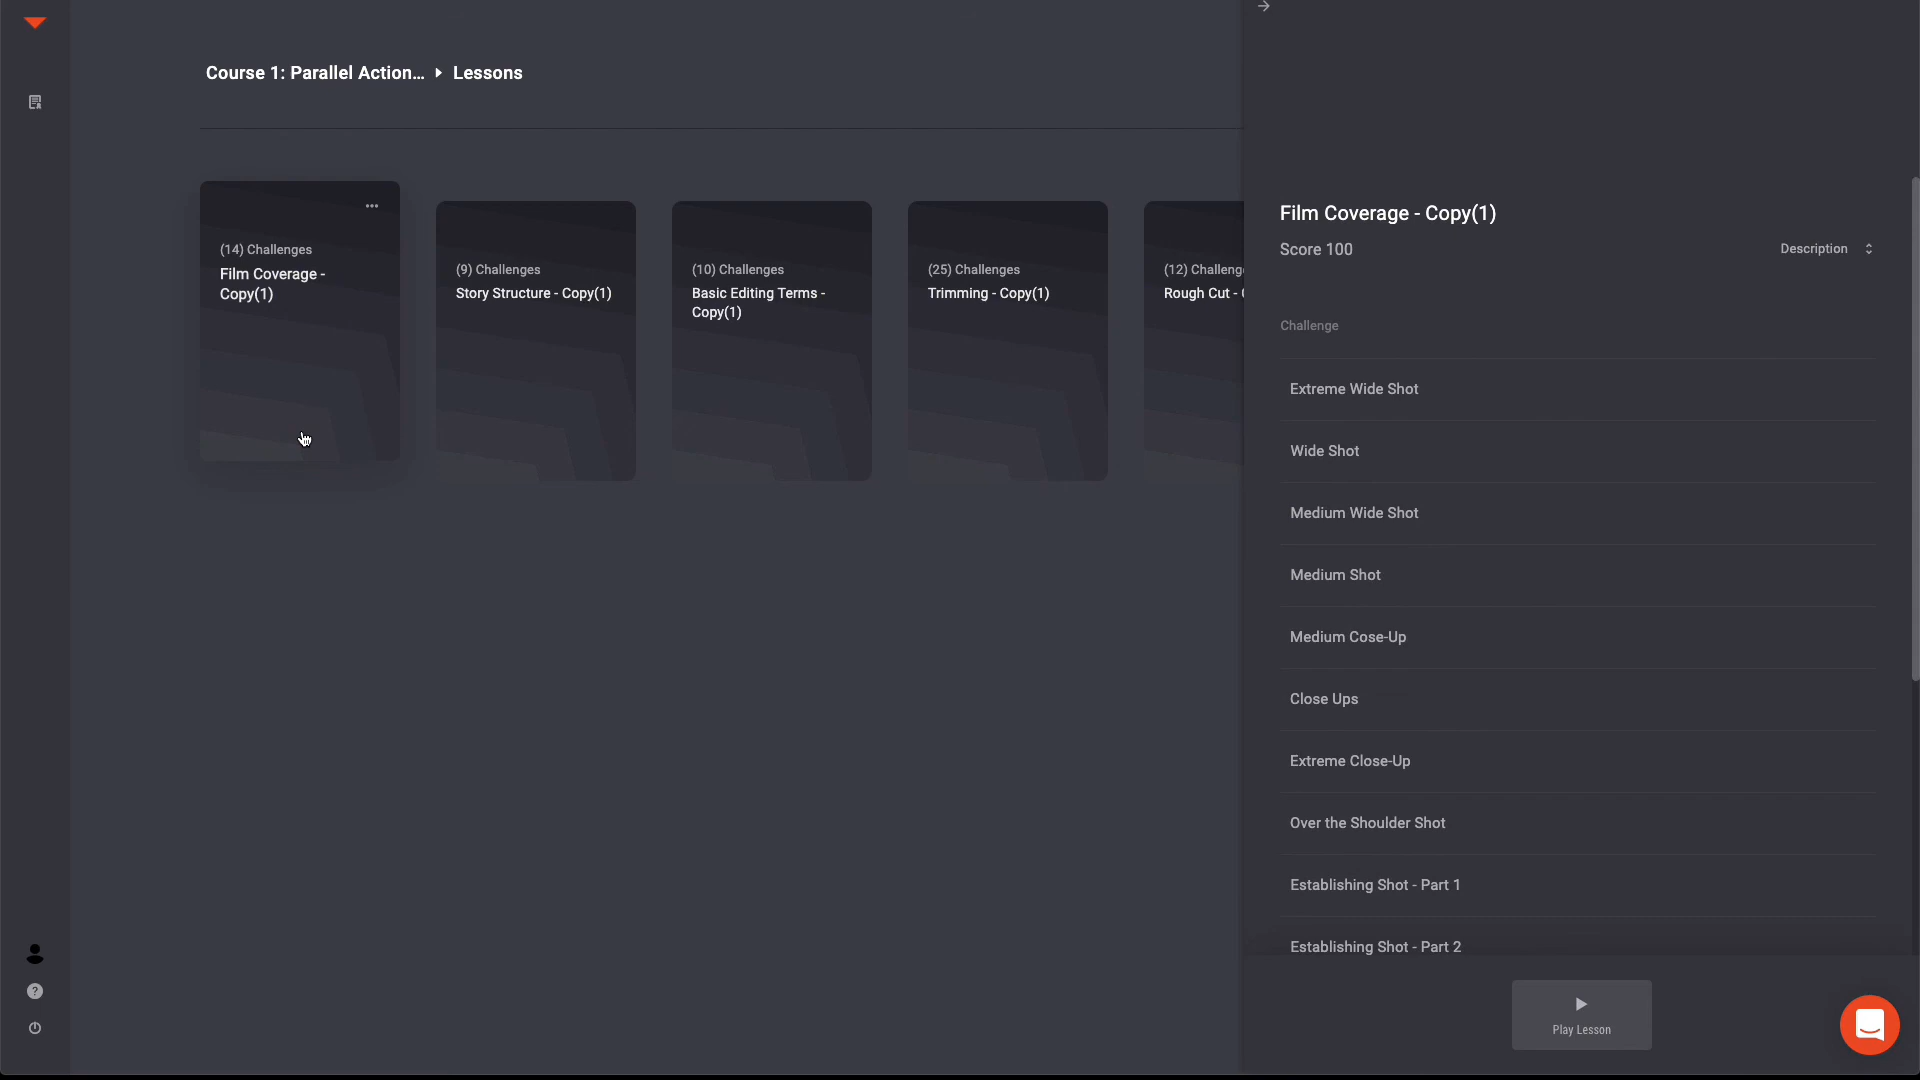 Course 1: Parallel Action... Lessons
(14) Challenges
Film Coverage -
Copy(1)
(9) Challenges
Story Structure - Copy(1)
(10) Challenges
Basic Editing Terms -
Copy(1)
(25) Challenges
Trimming - Copy(1)
(12) Challeng
Rough Cut -
Film Coverage - Copy(1)
Score 100
Description
Challenge
Extreme Wide Shot
Wide Shot
Medium Wide Shot
Medium Shot
Medium Cose-Up
Close Ups
Extreme Close-Up
Over the Shoulder Shot
Establishing Shot - Part 1
Establishing Shot - Part 2
Play Lesson